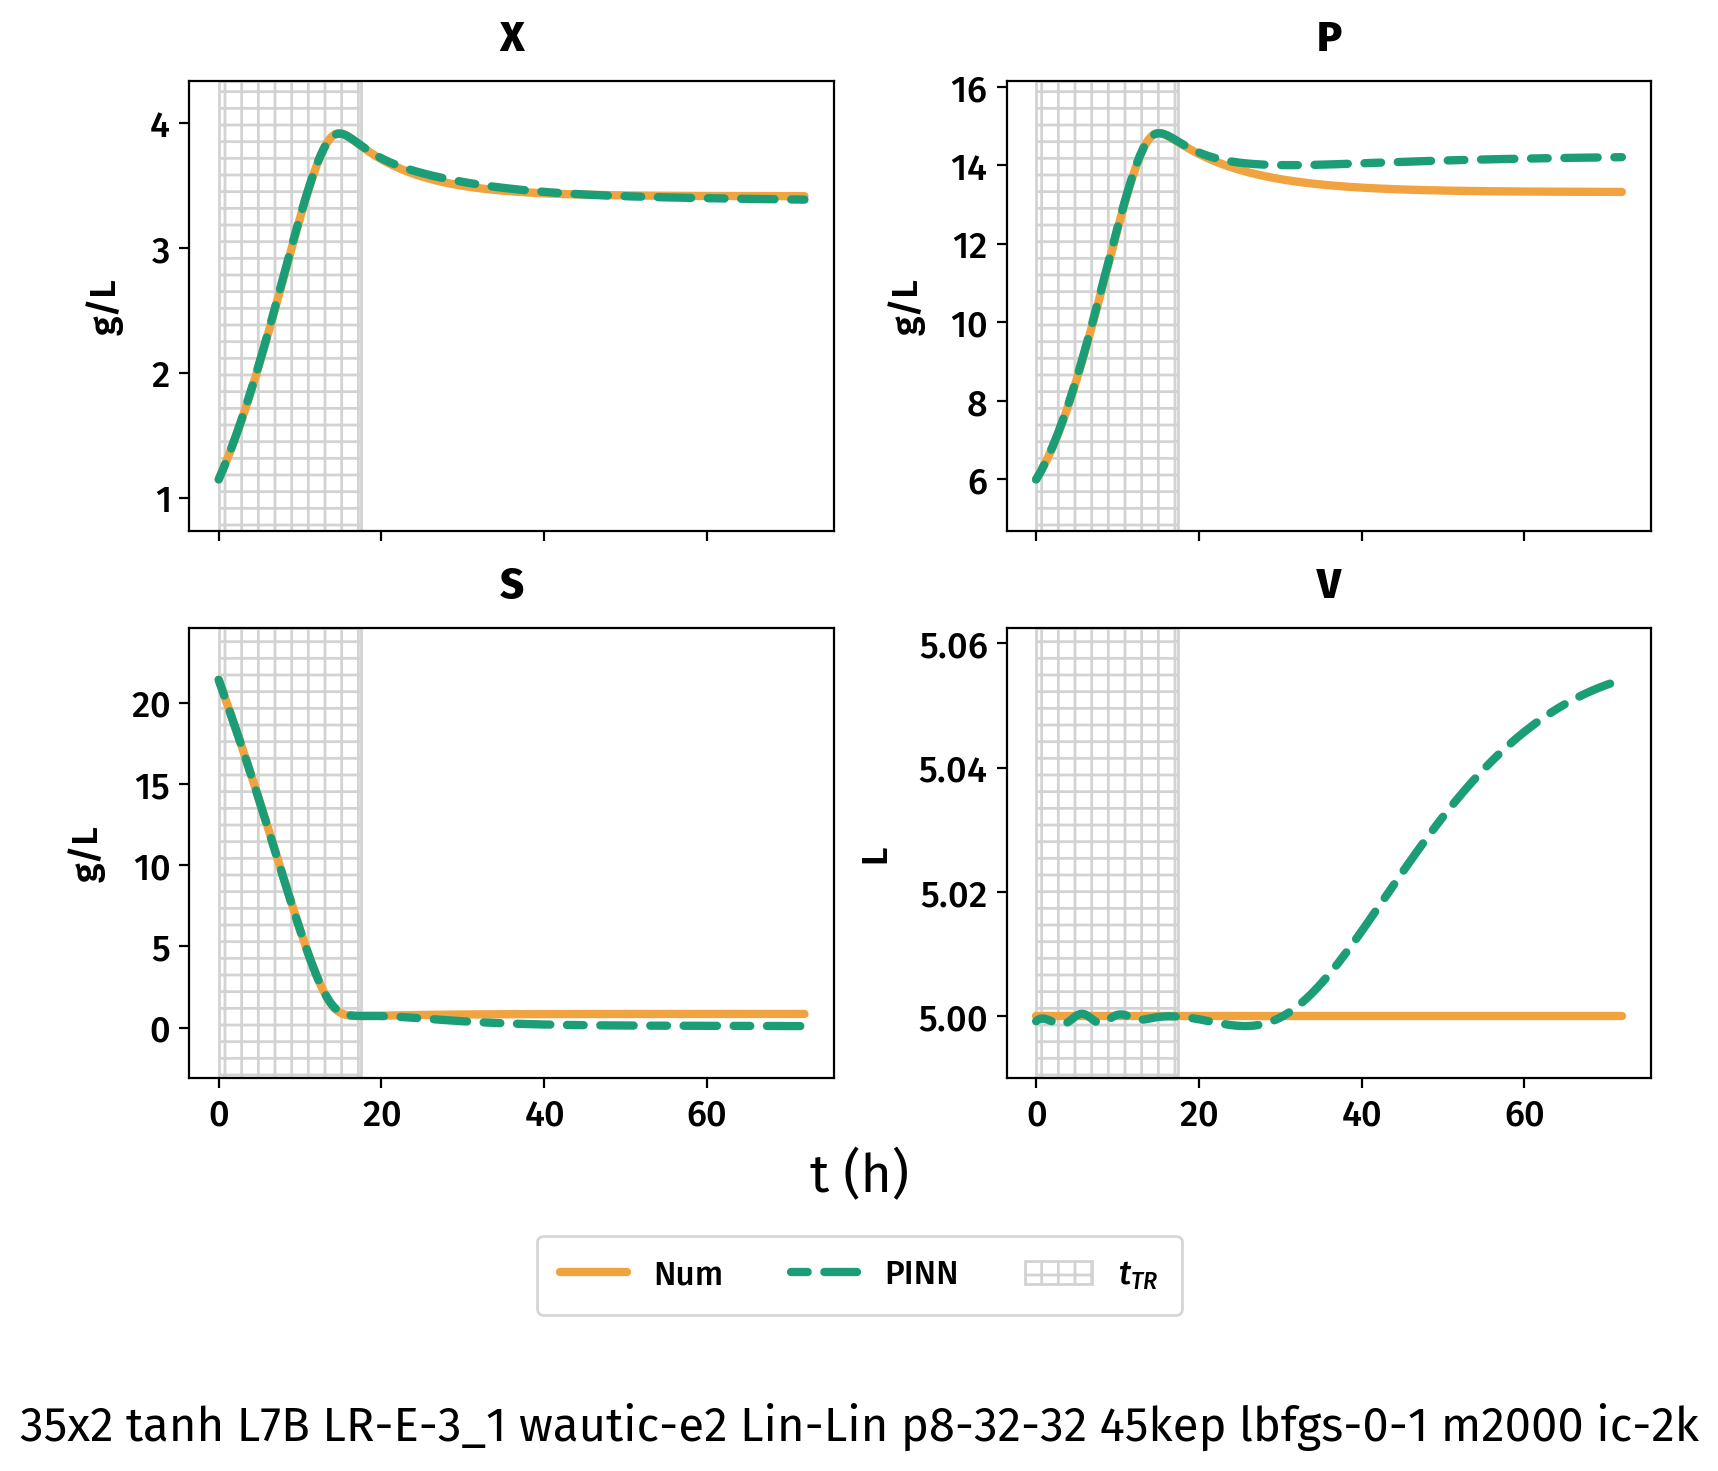 X
P
4
3
2
1
g/L
16
14
12
10
8
6
g/L
S
V
20
15
10
5
0
g/L
0
20
40
60
5.06
5.04
5.02
5.00
L
0
20
40
60
t (h)
Num PINN tTR
35x2 tanh L7B LR-E-3_1 wautic-e2 Lin-Lin p8-32-32 45kep lbfgs-0-1 m2000 ic-2k